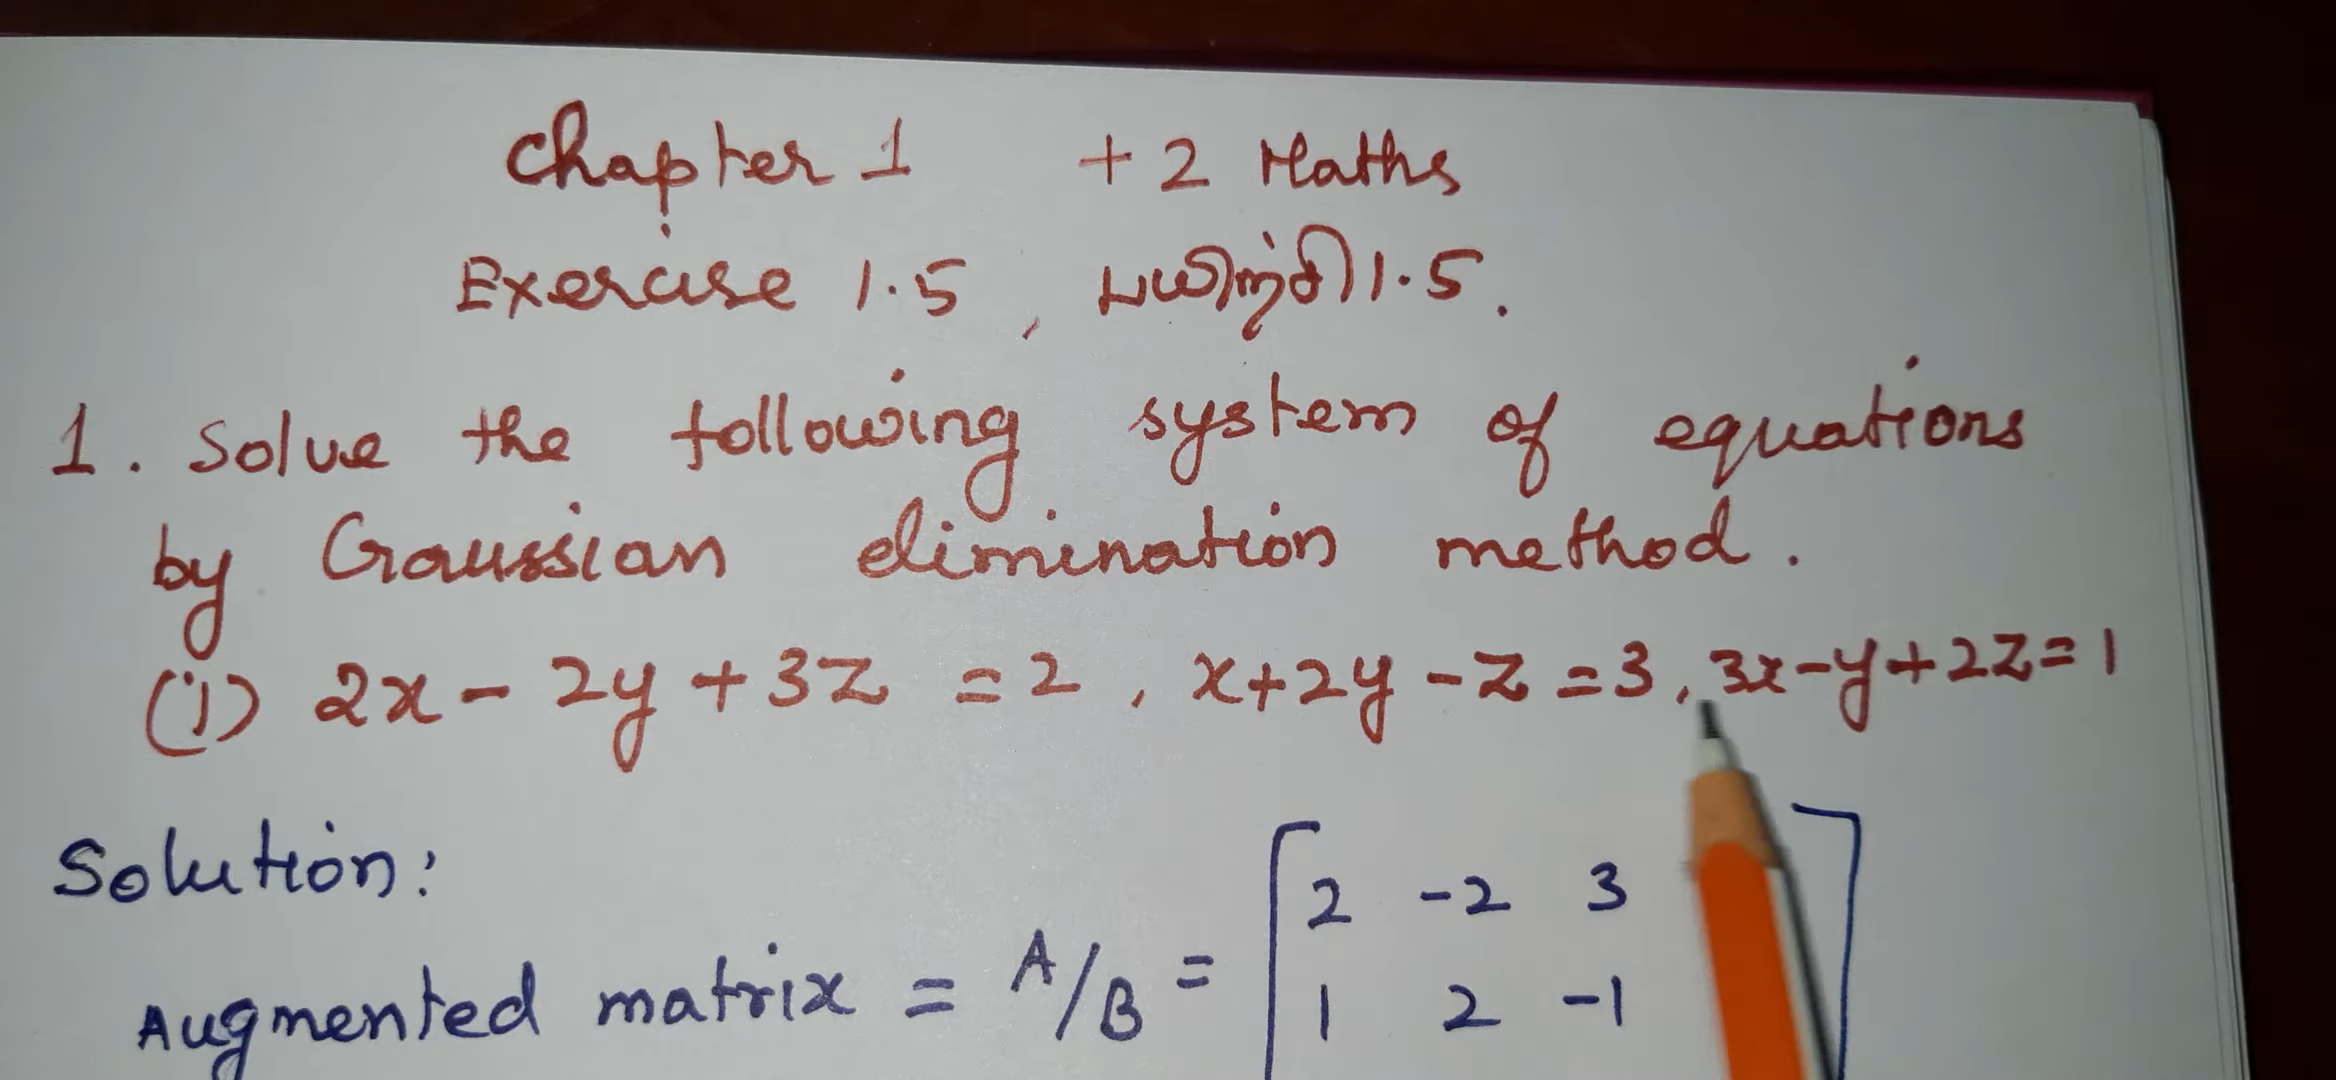 Chapter 1 +2 Maths
Exercise 1.5, பயிற்சி 1.5.
1. Solve the following system of equations
by Gaussian elimination method.
(i) 2x - 2y + 3z = 2, x + 2y - z = 3, 3x - y + 2z = 1
Solution:
Augmented matrix = A/B =
2 -2 3
1 2 -1